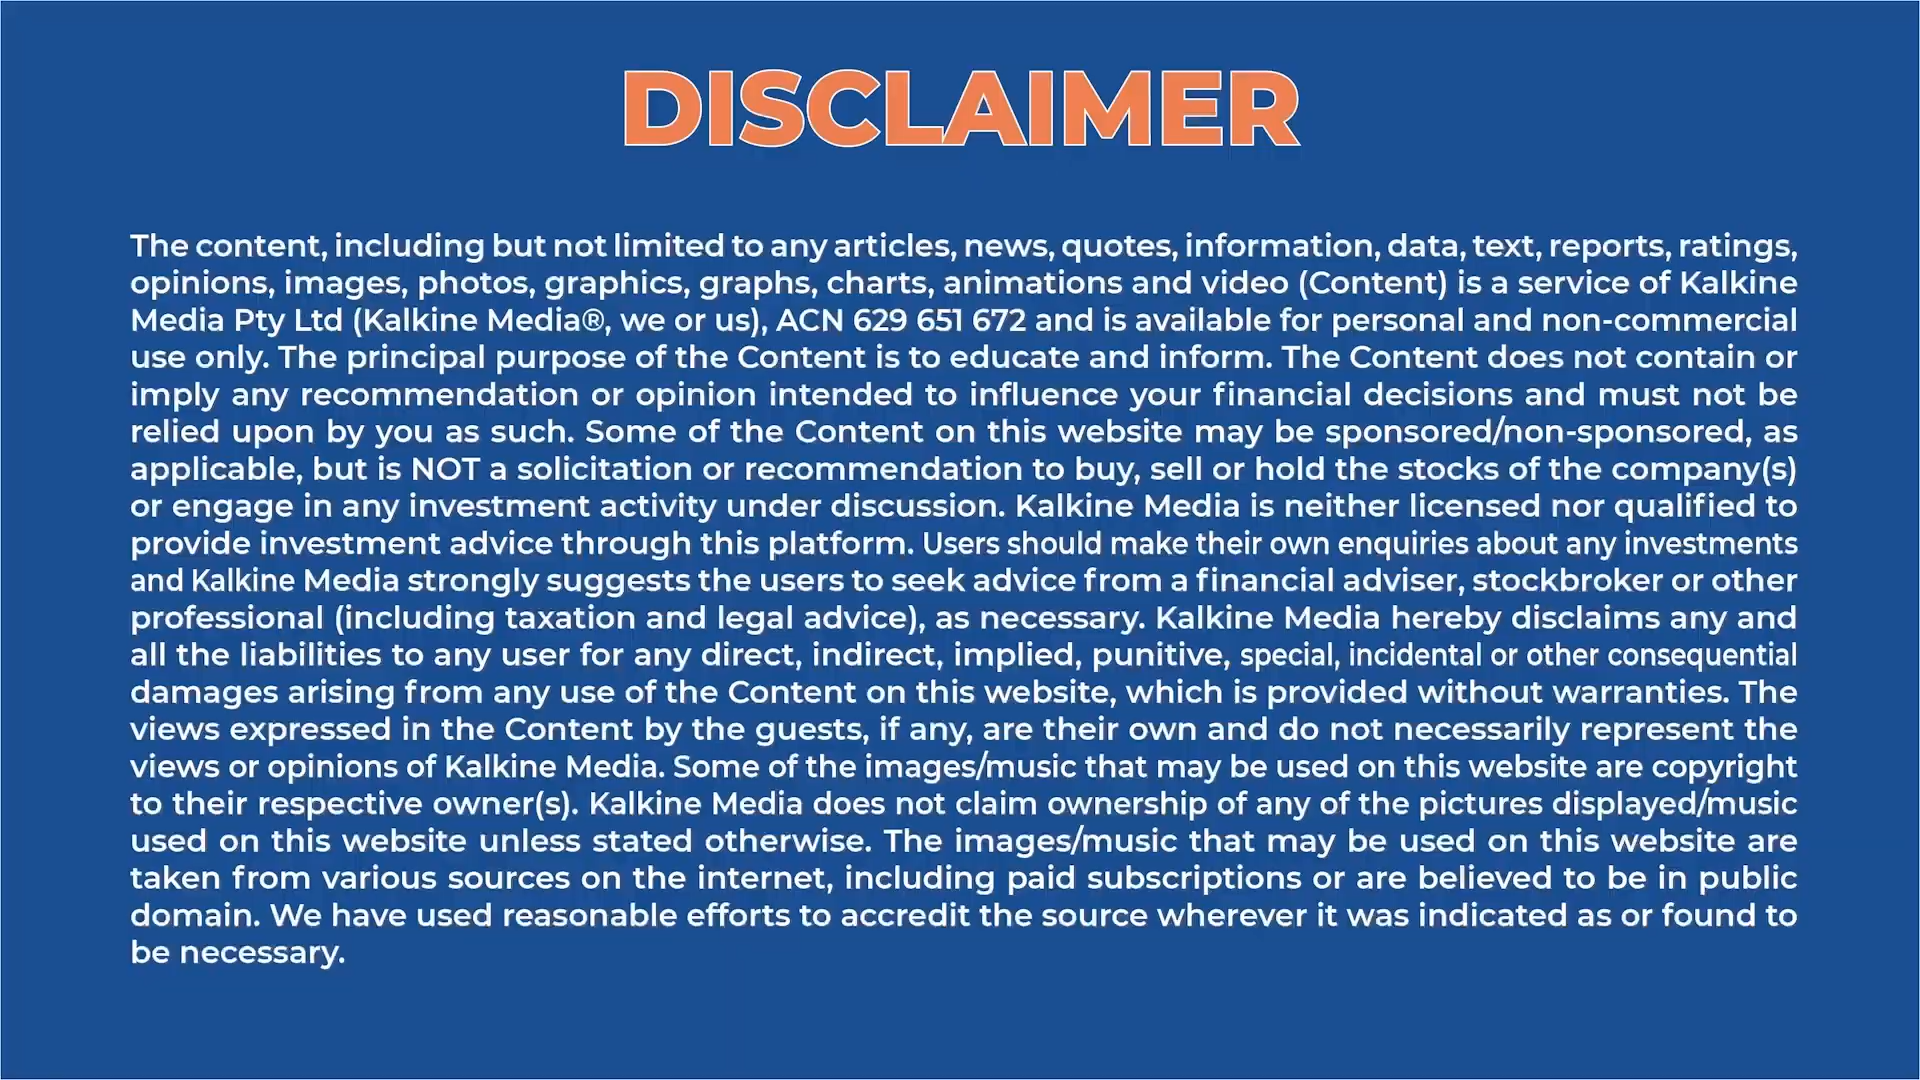 DISCLAIMER
The content, including but not limited to any articles, news, quotes, information, data, text, reports, ratings,
opinions, images, photos, graphics, graphs, charts, animations and video (Content) is a service of Kalkine
Media Pty Ltd (Kalkine Media®, we or us), ACN 629 651 672 and is available for personal and non-commercial
use only. The principal purpose of the Content is to educate and inform. The Content does not contain or
imply any recommendation or opinion intended to influence your financial decisions and must not be
relied upon by you as such. Some of the Content on this website may be sponsored/non-sponsored, as
applicable, but is NOT a solicitation or recommendation to buy, sell or hold the stocks of the company(s)
or engage in any investment activity under discussion. Kalkine Media is neither licensed nor qualified to
provide investment advice through this platform. Users should make their own enquiries about any investments
and Kalkine Media strongly suggests the users to seek advice from a financial adviser, stockbroker or other
professional (including taxation and legal advice), as necessary. Kalkine Media hereby disclaims any and
all the liabilities to any user for any direct, indirect, implied, punitive, special, incidental or other consequential
damages arising from any use of the Content on this website, which is provided without warranties. The
views expressed in the Content by the guests, if any, are their own and do not necessarily represent the
views or opinions of Kalkine Media. Some of the images/music that may be used on this website are copyright
to their respective owner(s). Kalkine Media does not claim ownership of any of the pictures displayed/music
used on this website unless stated otherwise. The images/music that may be used on this website are
taken from various sources on the internet, including paid subscriptions or are believed to be in public
domain. We have used reasonable efforts to accredit the source wherever it was indicated as or found to
be necessary.